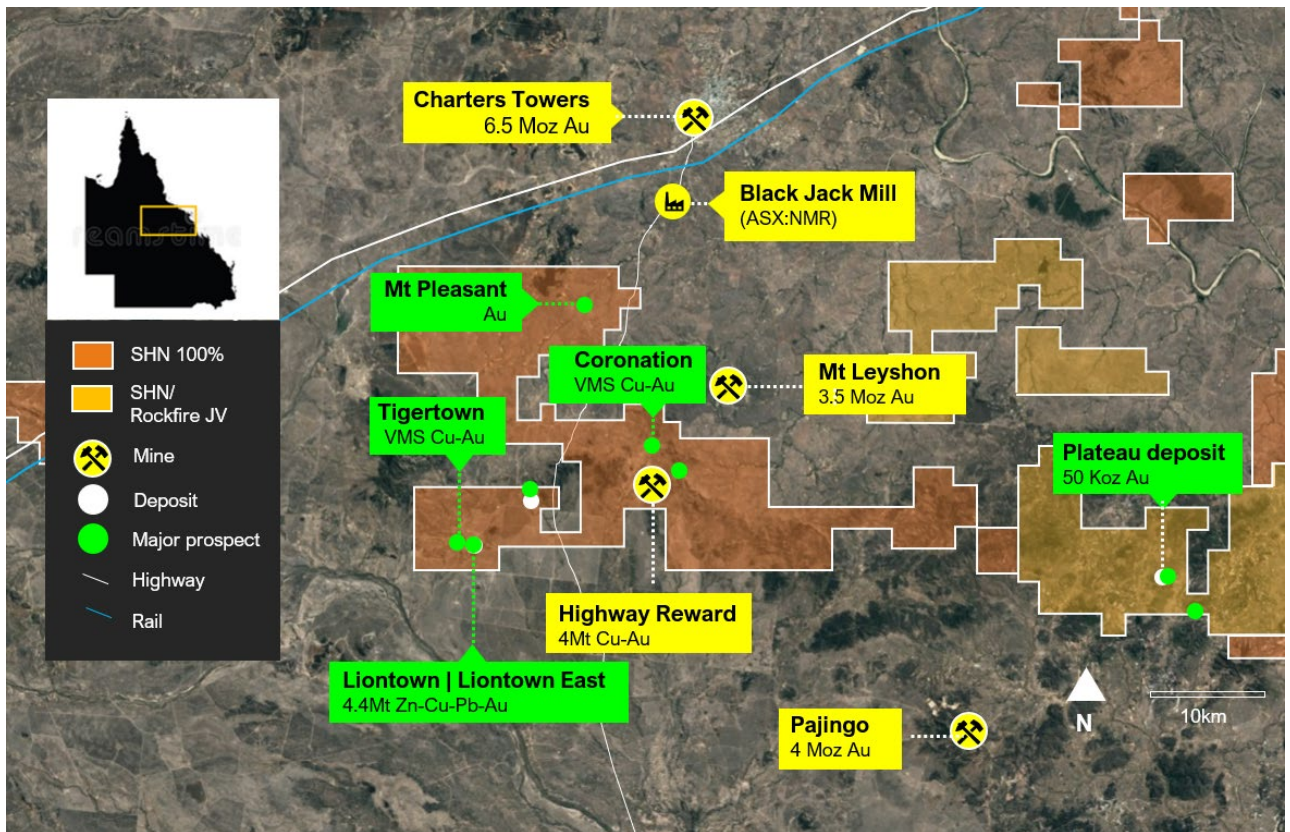 Charters Towers
6.5 Moz Au
Black Jack Mill
(ASX:NMR)
Mt Pleasant
Au
Coronation
VMS Cu-Au
Mt Leyshon
3.5 Moz Au
Tigertown
VMS Cu-Au
Plateau deposit
50 Koz Au
Highway Reward
4Mt Cu-Au
Liontown | Liontown East
4.4Mt Zn-Cu-Pb-Au
Pajingo
4 Moz Au
N
10km
SHN 100%
SHN/
Rockfire JV
Mine
Deposit
Major prospect
Highway
Rail